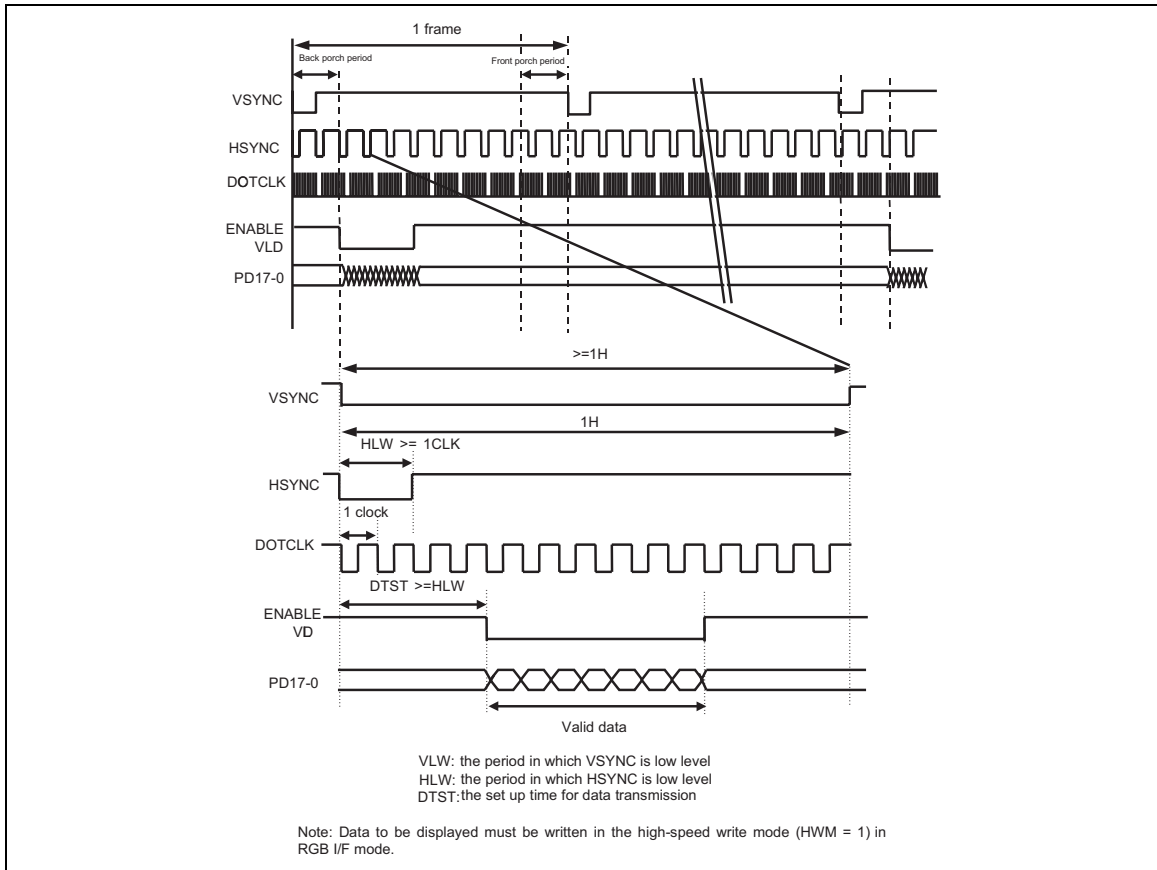 1 frame
Back porch period
Front porch period
VSYNC
HSYNC
DOTCLK
ENABLE
VLD
PD17-0
>=1H
VSYNC
1H
HLW >= 1CLK
HSYNC
1 clock
DOTCLK
DTST >=HLW
ENABLE
VD
PD17-0
Valid data
VLW: the period in which VSYNC is low level
HLW: the period in which HSYNC is low level
DTST:the set up time for data transmission
Note: Data to be displayed must be written in the high-speed write mode (HWM = 1) in
RGB I/F mode.